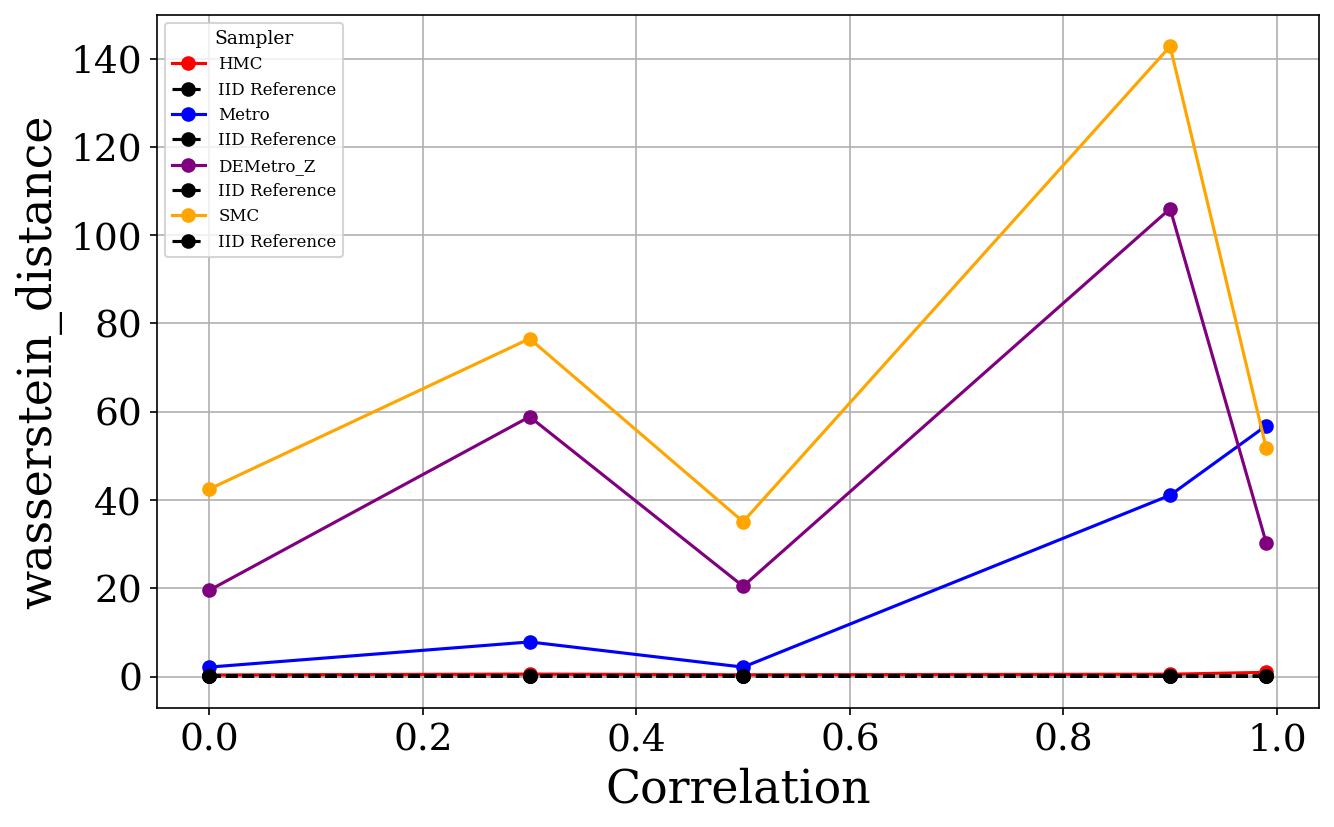 Sampler
HMC
IID Reference
Metro
IID Reference
DEMetro_Z
IID Reference
SMC
IID Reference
wasserstein_distance
140
120
100
80
60
40
20
0
0.0 0.2 0.4 0.6 0.8 1.0
Correlation